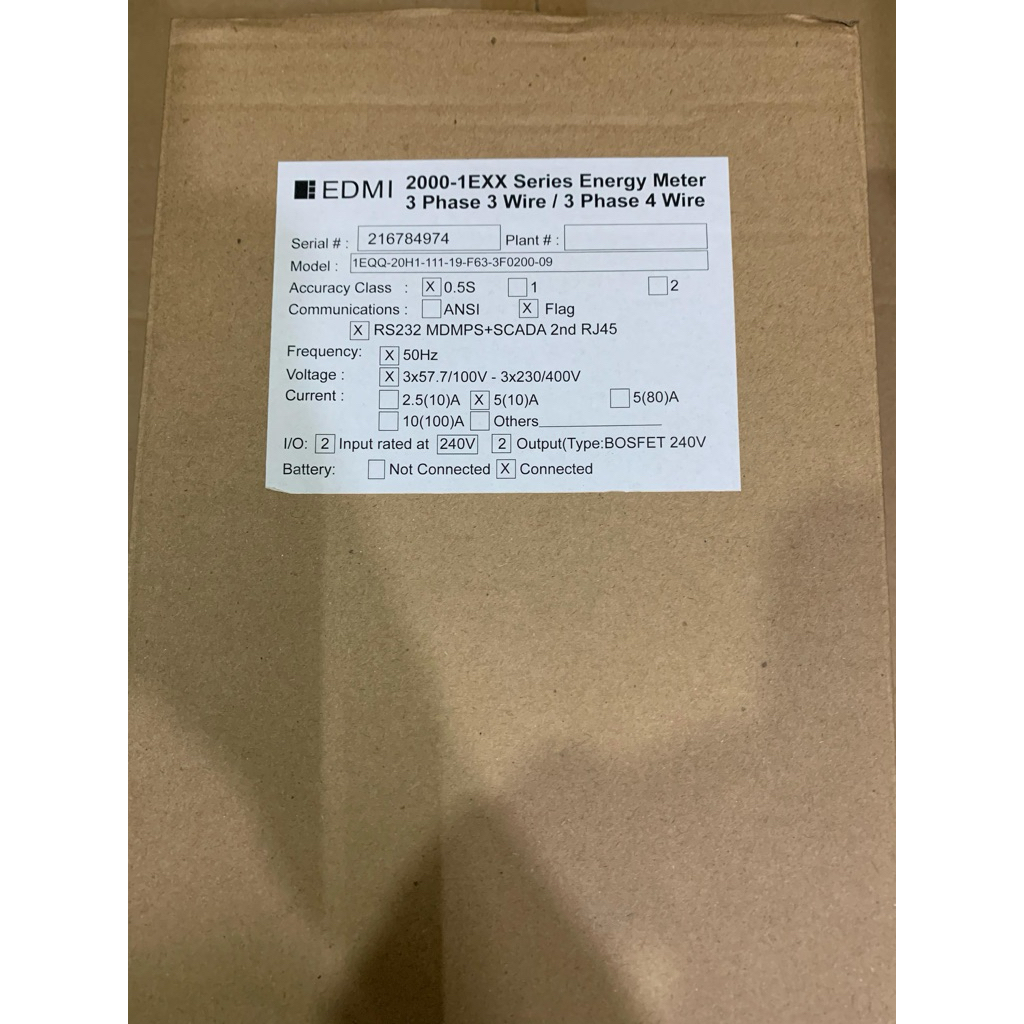 EDMI 2000-1EXX Series Energy Meter
3 Phase 3 Wire / 3 Phase 4 Wire
Serial # : 216784974 Plant # :
Model : 1EQQ-20H1-111-19-F63-3F0200-09
Accuracy Class : X 0.5S 1 2
Communications : ANSI X Flag
X RS232 MDMPS+SCADA 2nd RJ45
Frequency: X 50Hz
Voltage : X 3x57.7/100V - 3x230/400V
Current : 2.5(10)A X 5(10)A 5(80)A
10(100)A Others
I/O: 2 Input rated at 240V 2 Output(Type:BOSFET 240V
Battery: Not Connected X Connected